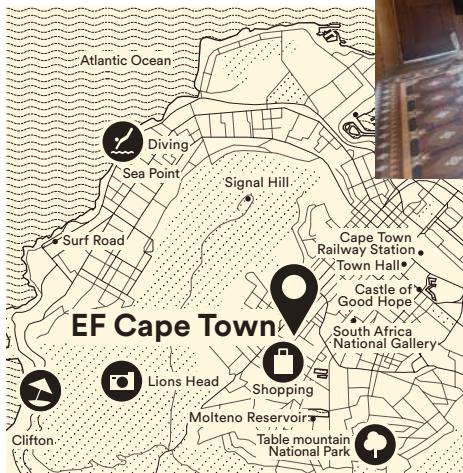 Atlantic Ocean
Diving
Sea Point
Signal Hill
Surf Road
Cape Town
Railway Station
Town Hall
Castle of
Good Hope
EF Cape Town
South Africa
National Gallery
Lions Head
Shopping
Clifton
Molteno Reservoir
Table mountain
National Park